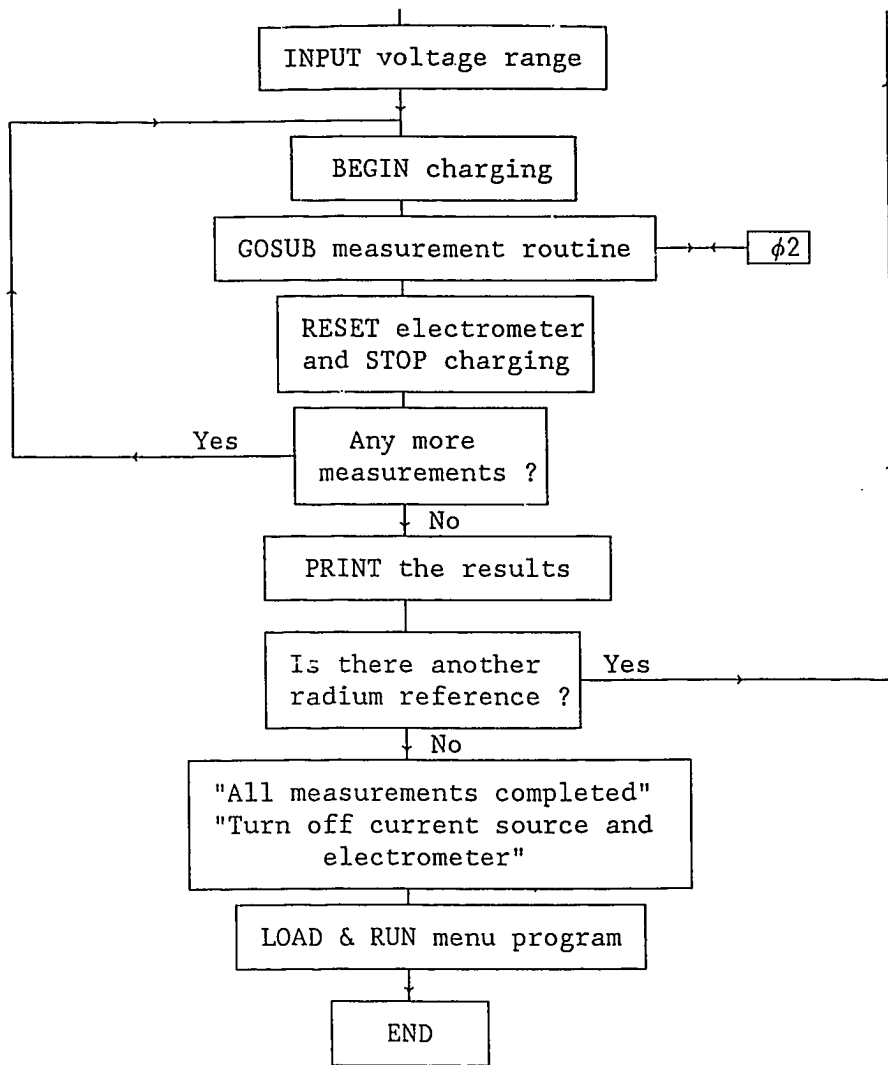 INPUT voltage range
BEGIN charging
GOSUB measurement routine
ϕ2
RESET electrometer
and STOP charging
Yes
Any more
measurements ?
No
PRINT the results
Is there another
radium reference ?
Yes
No
"All measurements completed"
"Turn off current source and
electrometer"
LOAD & RUN menu program
END